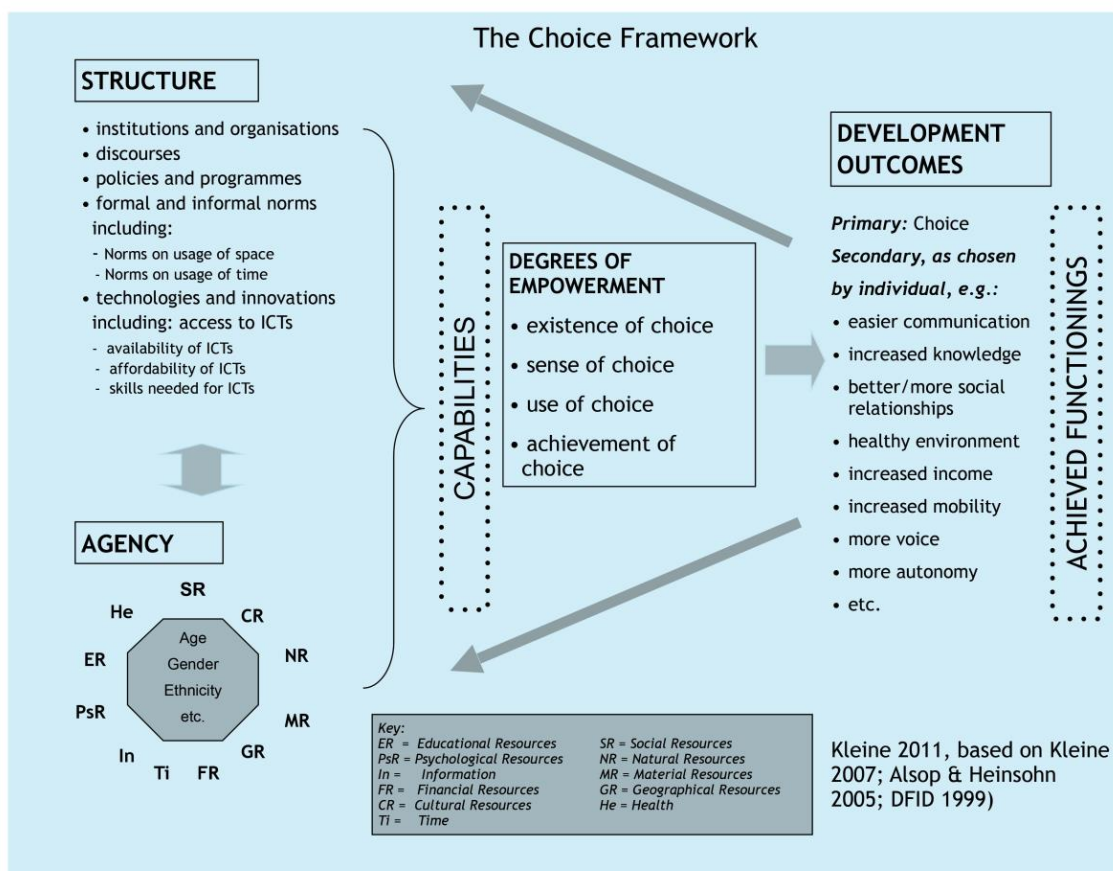 The Choice Framework
STRUCTURE
• institutions and organisations
• discourses
• policies and programmes
• formal and informal norms
including:
- Norms on usage of space
- Norms on usage of time
• technologies and innovations
including: access to ICTs
- availability of ICTs
- affordability of ICTs
- skills needed for ICTs
AGENCY
SR
He
CR
ER
NR
PsR
MR
In
GR
Ti
FR
Age
Gender
Ethnicity
etc.
CAPABILITIES
DEGREES OF
EMPOWERMENT
• existence of choice
• sense of choice
• use of choice
• achievement of
choice
DEVELOPMENT
OUTCOMES
Primary: Choice
Secondary, as chosen
by individual, e.g.:
• easier communication
• increased knowledge
• better/more social
relationships
• healthy environment
• increased income
• increased mobility
• more voice
• more autonomy
• etc.
ACHIEVED FUNCTIONINGS
Key:
ER = Educational Resources
PsR = Psychological Resources
In = Information
FR = Financial Resources
CR = Cultural Resources
Ti = Time
SR = Social Resources
NR = Natural Resources
MR = Material Resources
GR = Geographical Resources
He = Health
Kleine 2011, based on Kleine
2007; Alsop & Heinsohn
2005; DFID 1999)